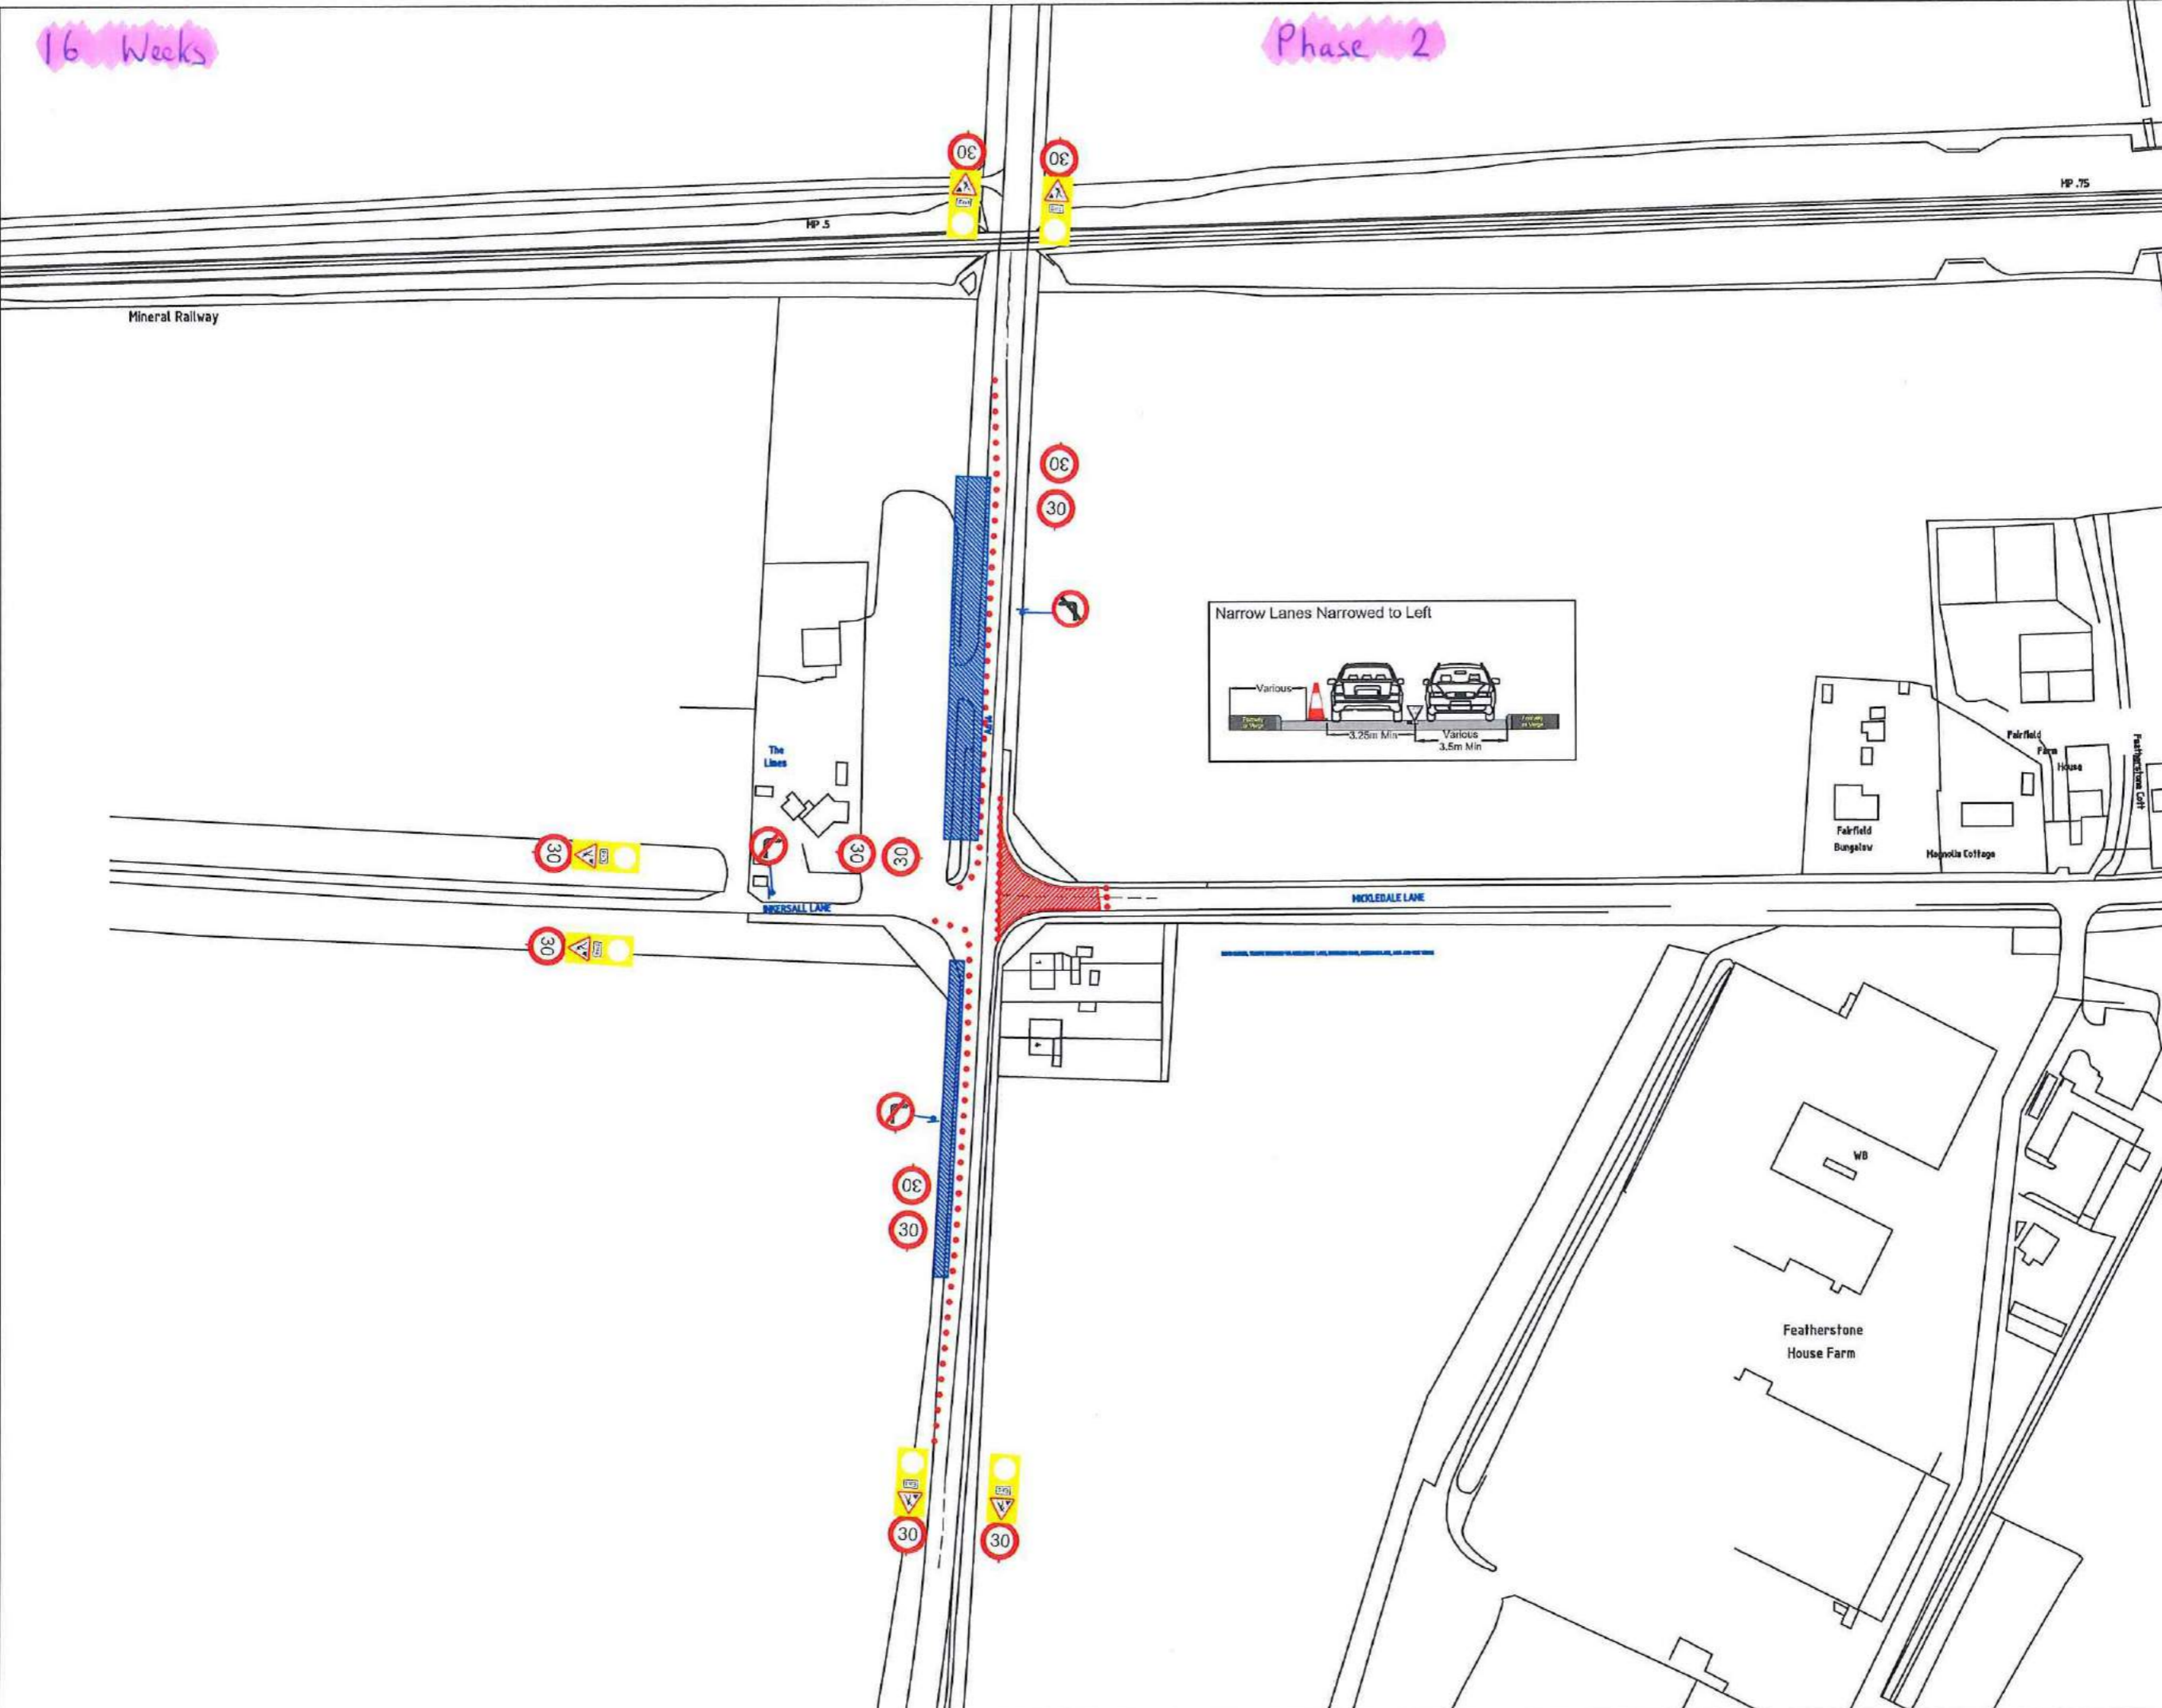 16 Weeks
Phase 2
30
30
HP .75
HP .5
End
Mineral Railway
30
30
Narrow Lanes Narrowed to Left
Various
3.25m Min
Various
3.5m Min
The
Limes
Fairfield
Farm
House
Featherstone Cott
Fairfield
Bungalow
Magnolia Cottage
30
30
30
INKERSALL LANE
MICKLEDALE LANE
30
30
30
WB
Featherstone
House Farm
30
30